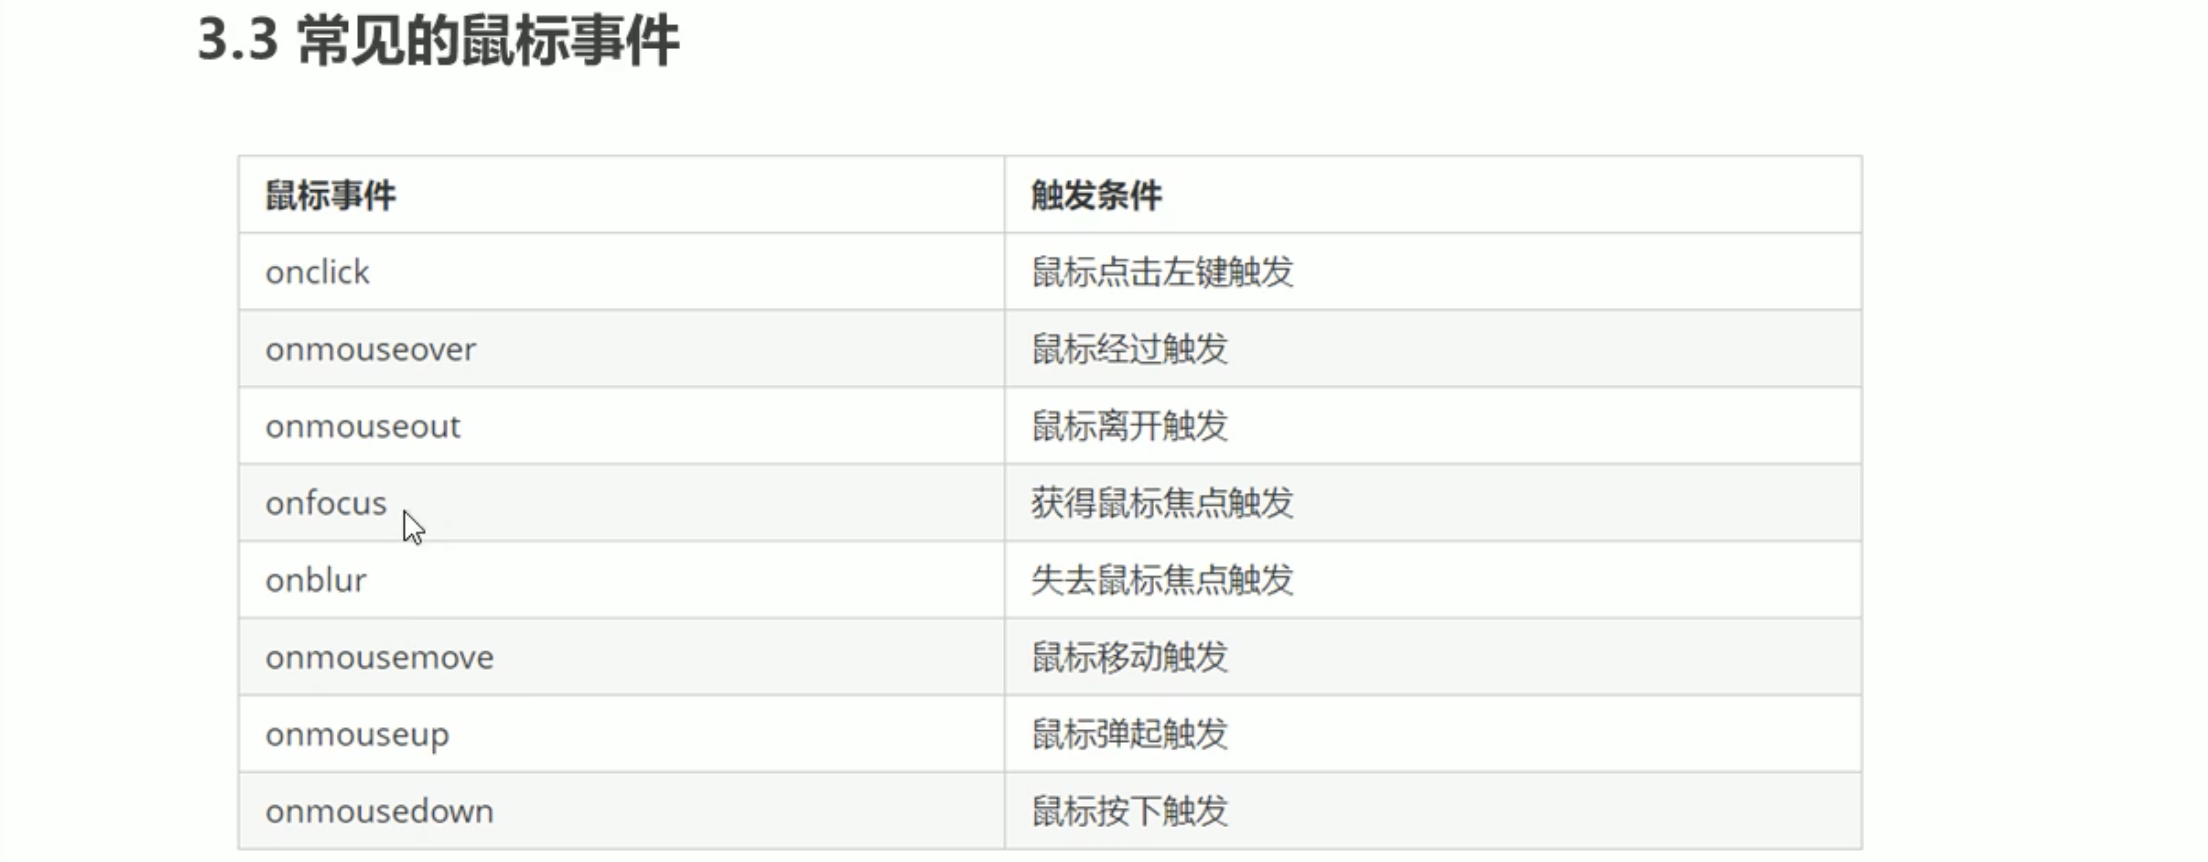 3.3 常见的鼠标事件
鼠标事件 触发条件
onclick 鼠标点击左键触发
onmouseover 鼠标经过触发
onmouseout 鼠标离开触发
onfocus 获得鼠标焦点触发
onblur 失去鼠标焦点触发
onmousemove 鼠标移动触发
onmouseup 鼠标弹起触发
onmousedown 鼠标按下触发